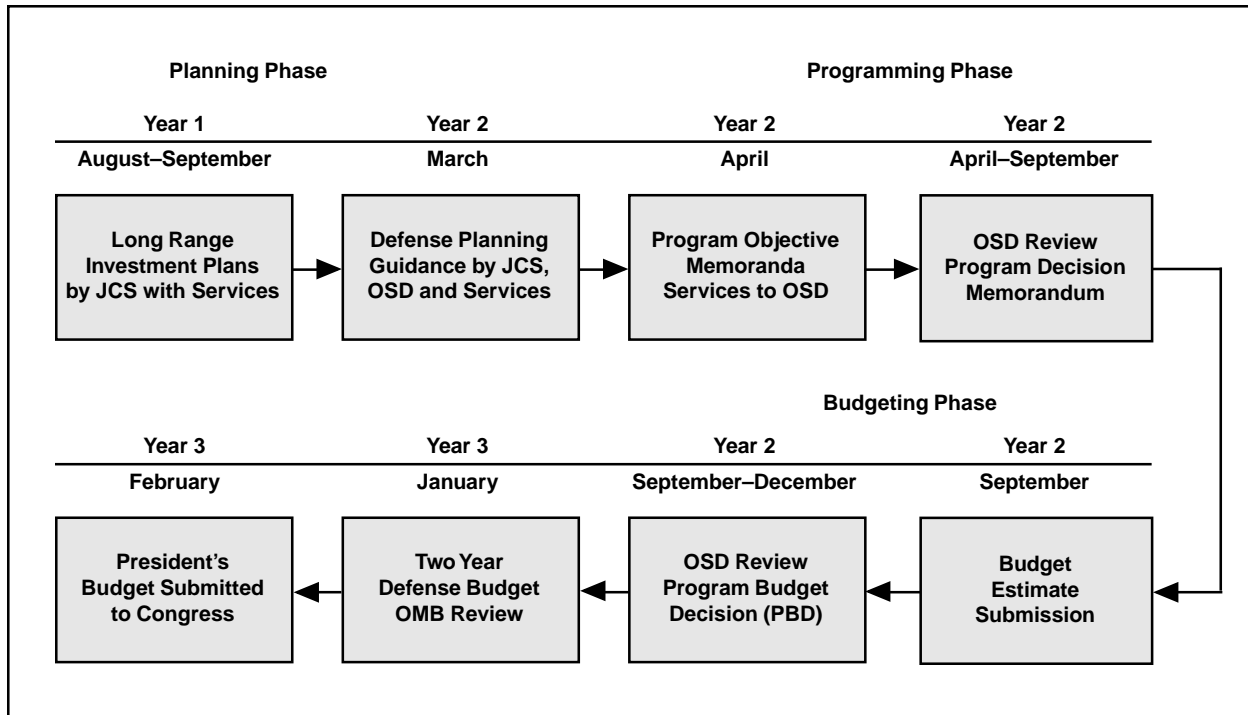 Planning Phase
Programming Phase
Year 1
Year 2
Year 2
Year 2
August–September
March
April
April–September
Long Range
Investment Plans
by JCS with Services
Defense Planning
Guidance by JCS,
OSD and Services
Program Objective
Memoranda
Services to OSD
OSD Review
Program Decision
Memorandum
Budgeting Phase
Year 3
Year 3
Year 2
Year 2
February
January
September–December
September
President’s
Budget Submitted
to Congress
Two Year
Defense Budget
OMB Review
OSD Review
Program Budget
Decision (PBD)
Budget
Estimate
Submission